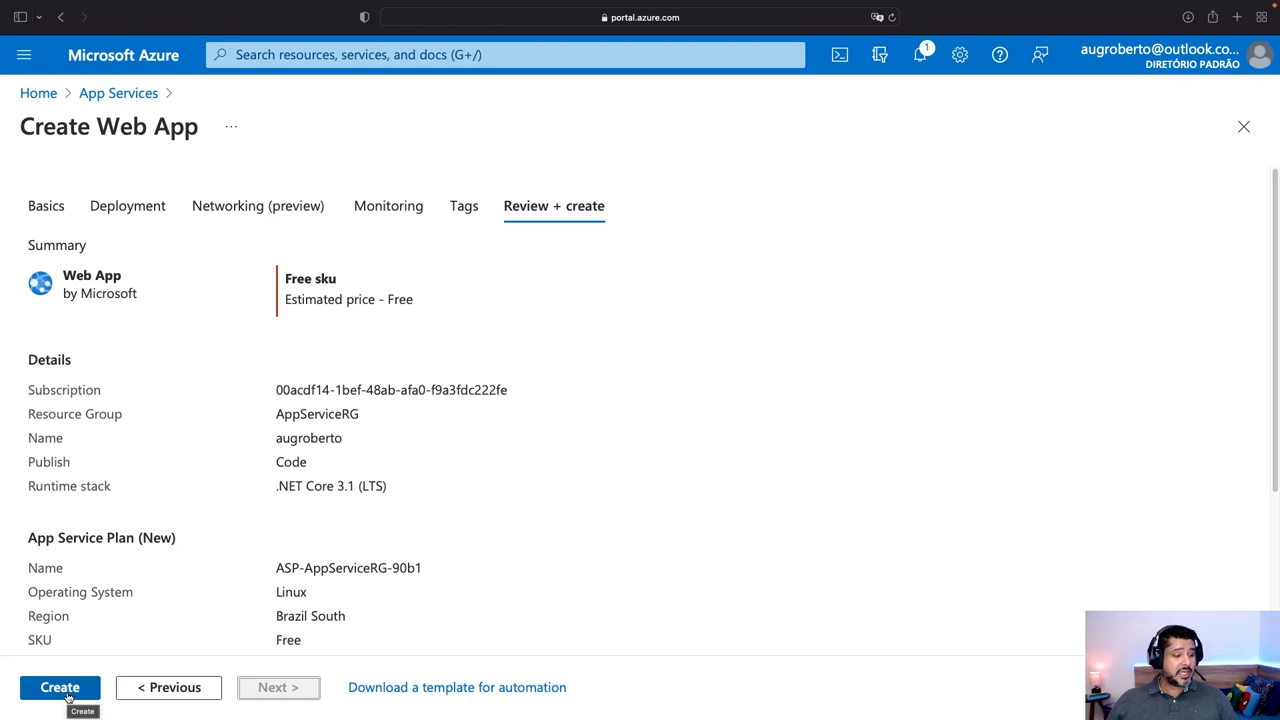 portal.azure.com
Microsoft Azure
Search resources, services, and docs (G+/)
1
augroberto@outlook.co...
DIRETÓRIO PADRÃO
Home > App Services >
Create Web App ...
Basics Deployment Networking (preview) Monitoring Tags Review + create
Summary
Web App
by Microsoft
Free sku
Estimated price - Free
Details
Subscription 00acdf14-1bef-48ab-afa0-f9a3fdc222fe
Resource Group AppServiceRG
Name augroberto
Publish Code
Runtime stack .NET Core 3.1 (LTS)
App Service Plan (New)
Name ASP-AppServiceRG-90b1
Operating System Linux
Region Brazil South
SKU Free
Create < Previous Next > Download a template for automation
Create